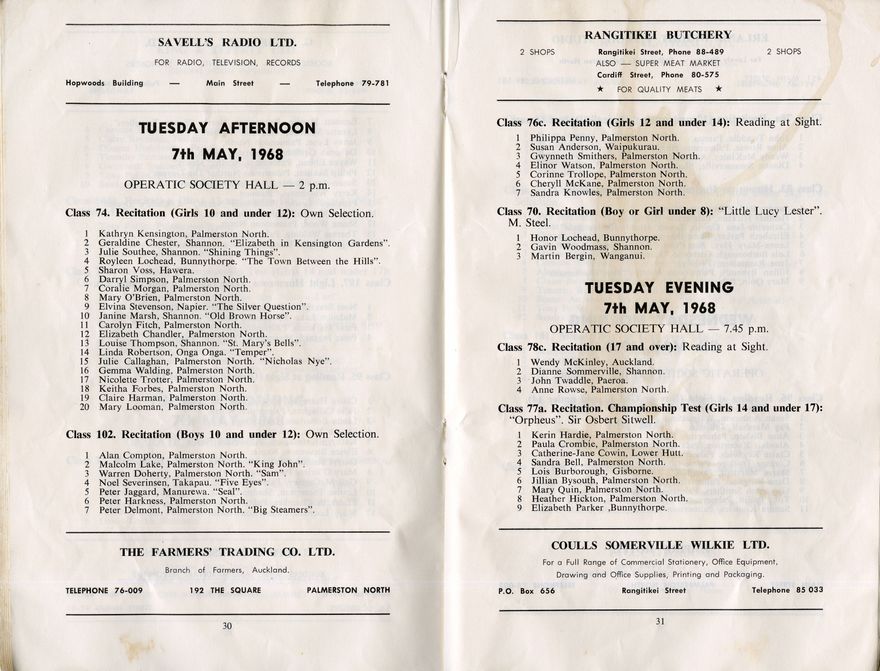 SAVELL'S RADIO LTD.
FOR RADIO, TELEVISION, RECORDS
Hopwoods Building — Main Street — Telephone 79-781
TUESDAY AFTERNOON
7th MAY, 1968
OPERATIC SOCIETY HALL — 2 p.m.
Class 74. Recitation (Girls 10 and under 12): Own Selection.
1 Kathryn Kensington, Palmerston North.
2 Geraldine Chester, Shannon. "Elizabeth in Kensington Gardens".
3 Julie Southee, Shannon. "Shining Things".
4 Royleen Lochead, Bunnythorpe. "The Town Between the Hills".
5 Sharon Voss, Hawera.
6 Darryl Simpson, Palmerston North.
7 Coralie Morgan, Palmerston North.
8 Mary O'Brien, Palmerston North.
9 Elvina Stevenson, Napier. "The Silver Question".
10 Janine Marsh, Shannon. "Old Brown Horse".
11 Carolyn Fitch, Palmerston North.
12 Elizabeth Chandler, Palmerston North.
13 Louise Thompson, Shannon. "St. Mary's Bells".
14 Linda Robertson, Onga Onga. "Temper".
15 Julie Callaghan, Palmerston North. "Nicholas Nye".
16 Gemma Walding, Palmerston North.
17 Nicolette Trotter, Palmerston North.
18 Keitha Forbes, Palmerston North.
19 Claire Harman, Palmerston North.
20 Mary Looman, Palmerston North.
Class 102. Recitation (Boys 10 and under 12): Own Selection.
1 Alan Compton, Palmerston North.
2 Malcolm Lake, Palmerston North. "King John".
3 Warren Doherty, Palmerston North. "Sam".
4 Noel Severinsen, Takapau. "Five Eyes".
5 Peter Jaggard, Manurewa. "Seal".
6 Peter Harkness, Palmerston North.
7 Peter Delmont, Palmerston North. "Big Steamers".
THE FARMERS' TRADING CO. LTD.
Branch of Farmers, Auckland.
TELEPHONE 76-009 192 THE SQUARE PALMERSTON NORTH
30
RANGITIKEI BUTCHERY
2 SHOPS Rangitikei Street, Phone 88-489 2 SHOPS
ALSO — SUPER MEAT MARKET
Cardiff Street, Phone 80-575
★ FOR QUALITY MEATS ★
Class 76c. Recitation (Girls 12 and under 14): Reading at Sight.
1 Philippa Penny, Palmerston North.
2 Susan Anderson, Waipukurau.
3 Gwynneth Smithers, Palmerston North.
4 Elinor Watson, Palmerston North.
5 Corinne Trollope, Palmerston North.
6 Cheryll McKane, Palmerston North.
7 Sandra Knowles, Palmerston North.
Class 70. Recitation (Boy or Girl under 8): "Little Lucy Lester".
M. Steel.
1 Honor Lochead, Bunnythorpe.
2 Gavin Woodmass, Shannon.
3 Martin Bergin, Wanganui.
TUESDAY EVENING
7th MAY, 1968
OPERATIC SOCIETY HALL — 7.45 p.m.
Class 78c. Recitation (17 and over): Reading at Sight.
1 Wendy McKinley, Auckland.
2 Dianne Sommerville, Shannon.
3 John Twaddle, Paeroa.
4 Anne Rowse, Palmerston North.
Class 77a. Recitation. Championship Test (Girls 14 and under 17):
"Orpheus". Sir Osbert Sitwell.
1 Kerin Hardie, Palmerston North.
2 Paula Crombie, Palmerston North.
3 Catherine-Jane Cowin, Lower Hutt.
4 Sandra Bell, Palmerston North.
5 Lois Burborough, Gisborne.
6 Jillian Bysouth, Palmerston North.
7 Mary Quin, Palmerston North.
8 Heather Hickton, Palmerston North.
9 Elizabeth Parker ,Bunnythorpe.
COULLS SOMERVILLE WILKIE LTD.
For a Full Range of Commercial Stationery, Office Equipment,
Drawing and Office Supplies, Printing and Packaging.
P.O. Box 656 Rangitikei Street Telephone 85 033
31